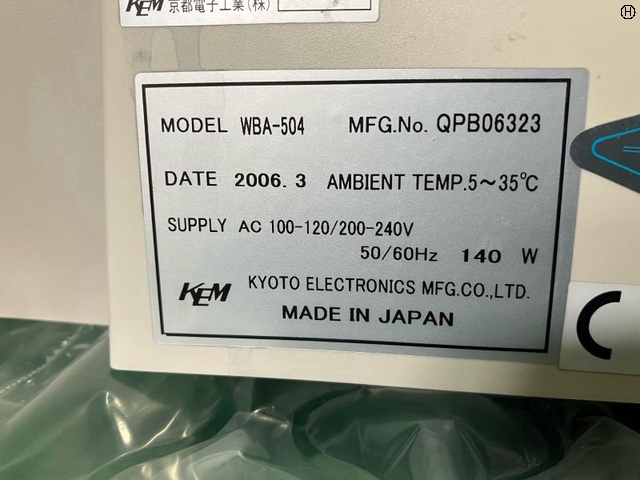 KEM 京都電子工業(株)
MODEL WBA-504 MFG.No. QPB06323
DATE 2006. 3 AMBIENT TEMP.5~35℃
SUPPLY AC 100-120/200-240V
50/60Hz 140 W
KEM KYOTO ELECTRONICS MFG.CO.,LTD.
MADE IN JAPAN
H